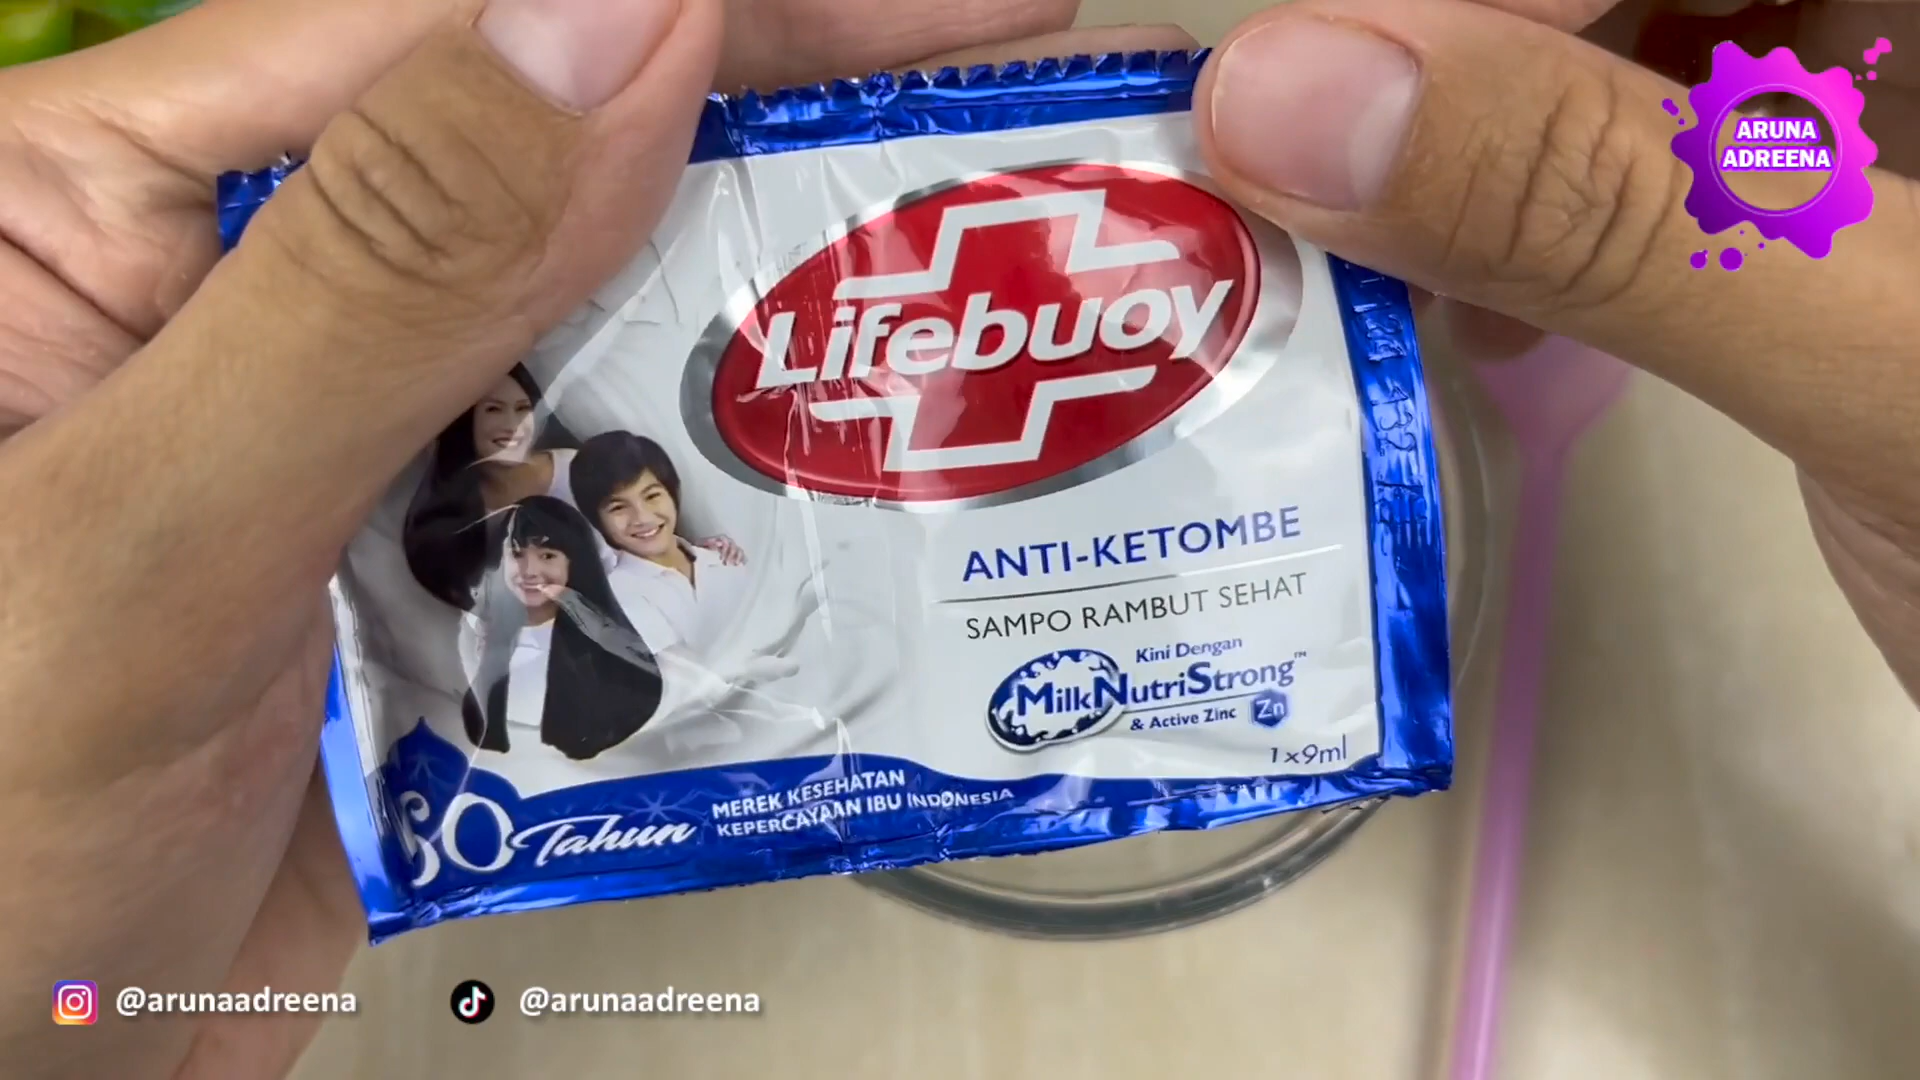 ARUNA
ADREENA
Lifebuoy
ANTI-KETOMBE
SAMPO RAMBUT SEHAT
Kini Dengan
MilkNutriStrong™
& Active Zinc Zn
1x9ml
Tahun
MEREK KESEHATAN
KEPERCAYAAN IBU INDONESIA
@arunaadreena
@arunaadreena